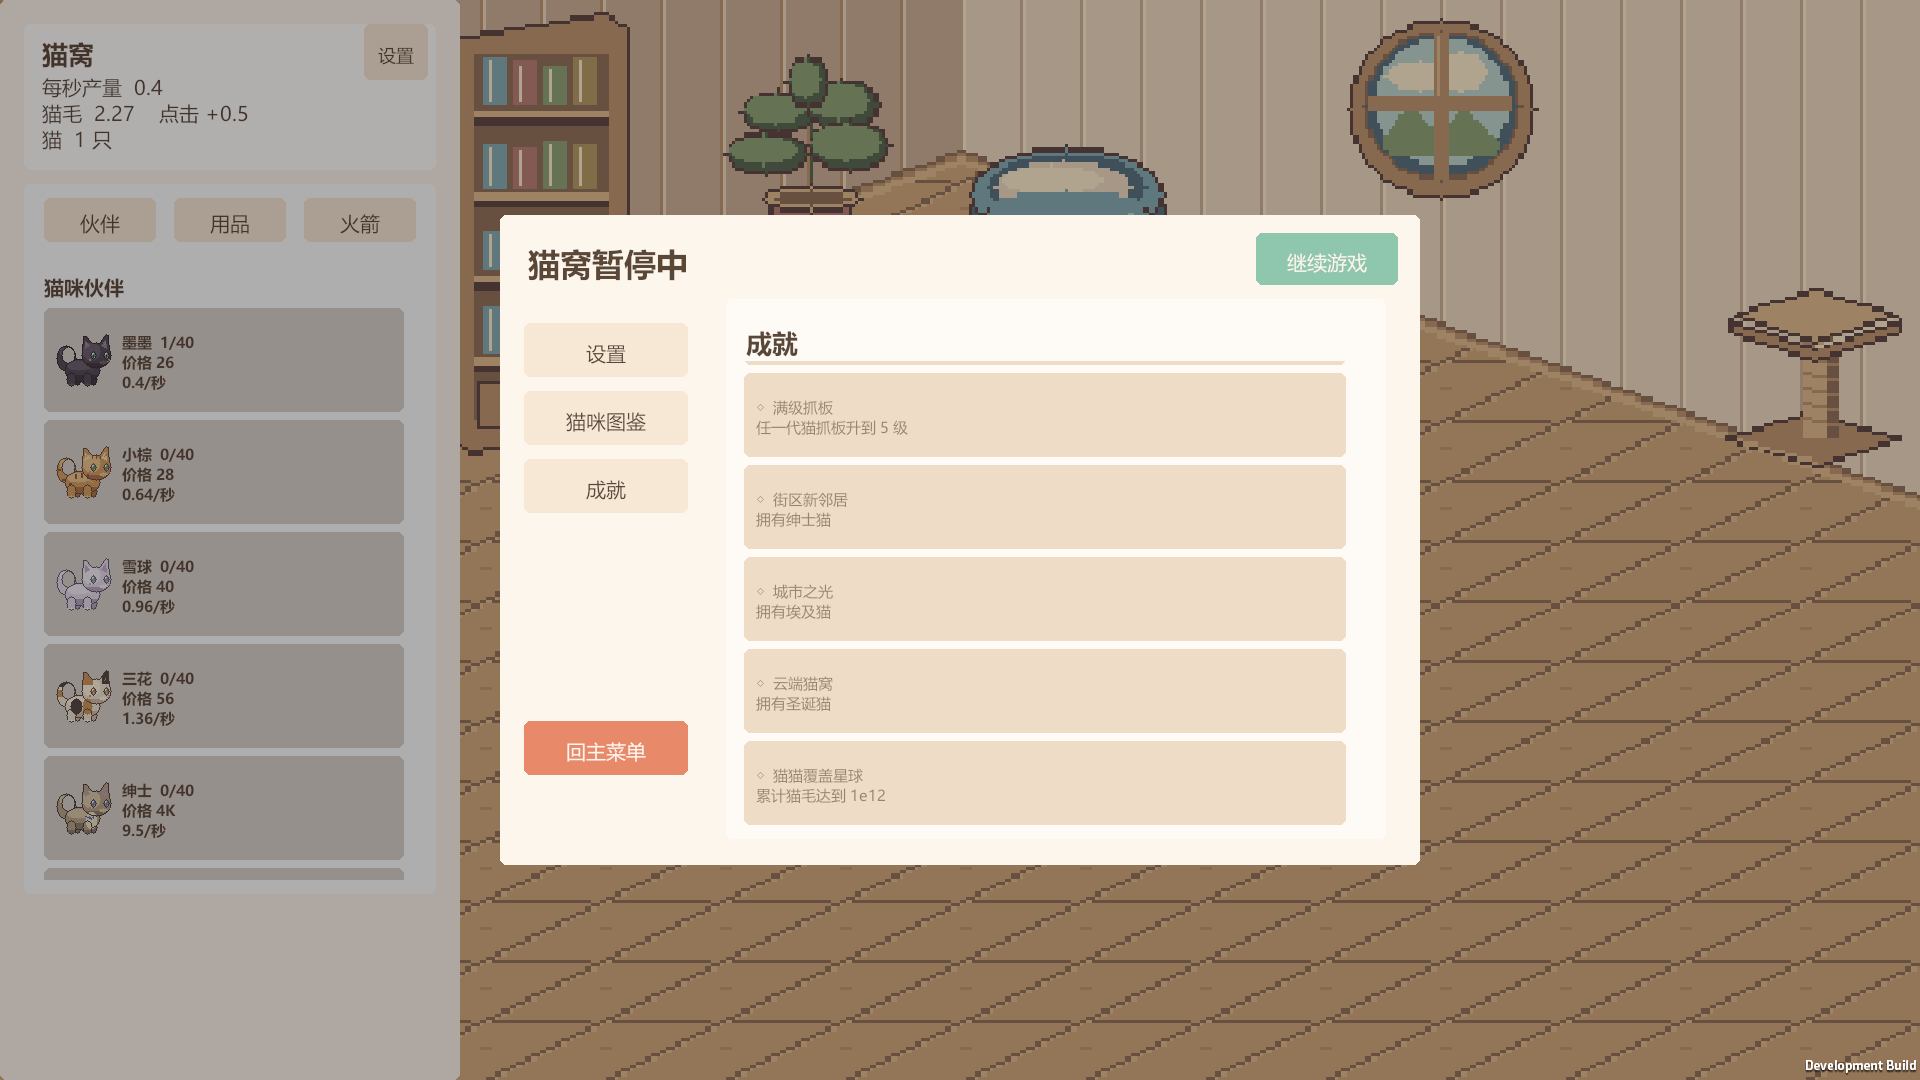 猫窝
设置
每秒产量 0.4
猫毛 2.27 点击 +0.5
猫 1 只
伙伴 用品 火箭
猫咪伙伴
墨墨 1/40
价格 26
0.4/秒
小棕 0/40
价格 28
0.64/秒
雪球 0/40
价格 40
0.96/秒
三花 0/40
价格 56
1.36/秒
绅士 0/40
价格 4K
9.5/秒
猫窝暂停中
继续游戏
设置
猫咪图鉴
成就
回主菜单
成就
◇ 满级抓板
任一代猫抓板升到 5 级
◇ 街区新邻居
拥有绅士猫
◇ 城市之光
拥有埃及猫
◇ 云端猫窝
拥有圣诞猫
◇ 猫猫覆盖星球
累计猫毛达到 1e12
Development Build